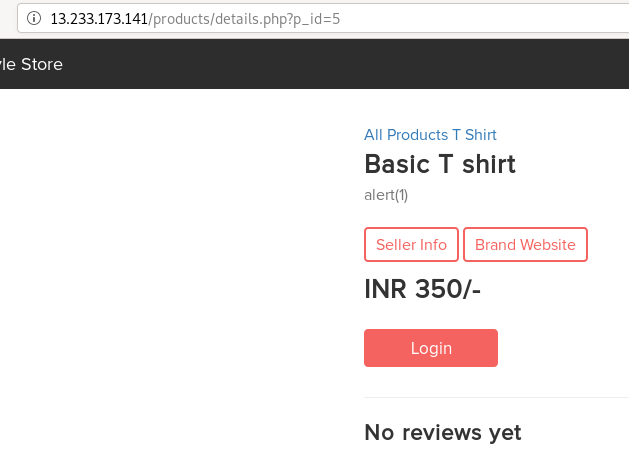 13.233.173.141/products/details.php?p_id=5
le Store
All Products T Shirt
Basic T shirt
alert(1)
Seller Info Brand Website
INR 350/-
Login
No reviews yet